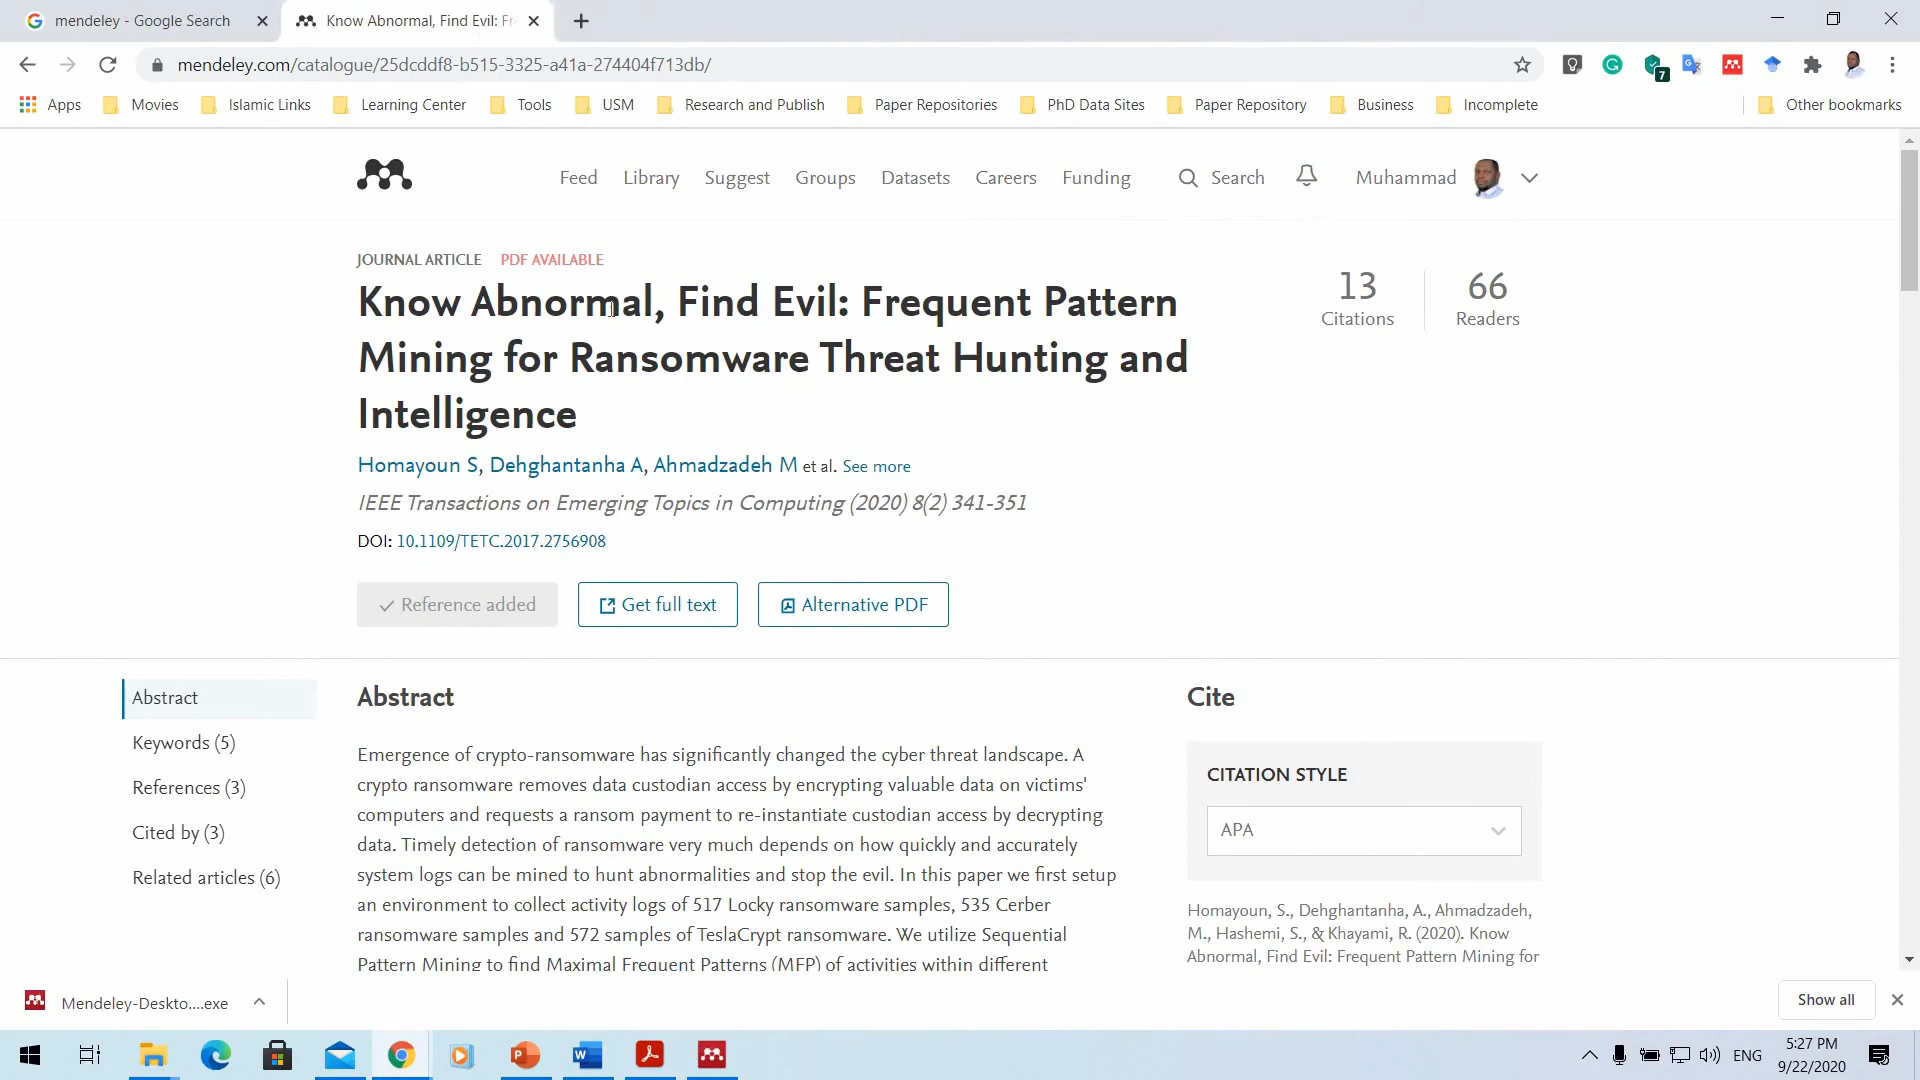 mendeley - Google Search
Know Abnormal, Find Evil: Fr
mendeley.com/catalogue/25dcddf8-b515-3325-a41a-274404f713db/
7
Apps Movies Islamic Links Learning Center Tools USM Research and Publish Paper Repositories PhD Data Sites Paper Repository Business Incomplete Other bookmarks
Feed Library Suggest Groups Datasets Careers Funding Search Muhammad
JOURNAL ARTICLE PDF AVAILABLE
Know Abnormal, Find Evil: Frequent Pattern
Mining for Ransomware Threat Hunting and
Intelligence
13
Citations
66
Readers
Homayoun S, Dehghantanha A, Ahmadzadeh M et al. See more
IEEE Transactions on Emerging Topics in Computing (2020) 8(2) 341-351
DOI: 10.1109/TETC.2017.2756908
Reference added Get full text Alternative PDF
Abstract
Keywords (5)
References (3)
Cited by (3)
Related articles (6)
Abstract
Emergence of crypto-ransomware has significantly changed the cyber threat landscape. A
crypto ransomware removes data custodian access by encrypting valuable data on victims'
computers and requests a ransom payment to re-instantiate custodian access by decrypting
data. Timely detection of ransomware very much depends on how quickly and accurately
system logs can be mined to hunt abnormalities and stop the evil. In this paper we first setup
an environment to collect activity logs of 517 Locky ransomware samples, 535 Cerber
ransomware samples and 572 samples of TeslaCrypt ransomware. We utilize Sequential
Pattern Mining to find Maximal Frequent Patterns (MFP) of activities within different
Cite
CITATION STYLE
APA
Homayoun, S., Dehghantanha, A., Ahmadzadeh,
M., Hashemi, S., & Khayami, R. (2020). Know
Abnormal, Find Evil: Frequent Pattern Mining for
Mendeley-Deskto....exe
Show all
ENG
5:27 PM
9/22/2020